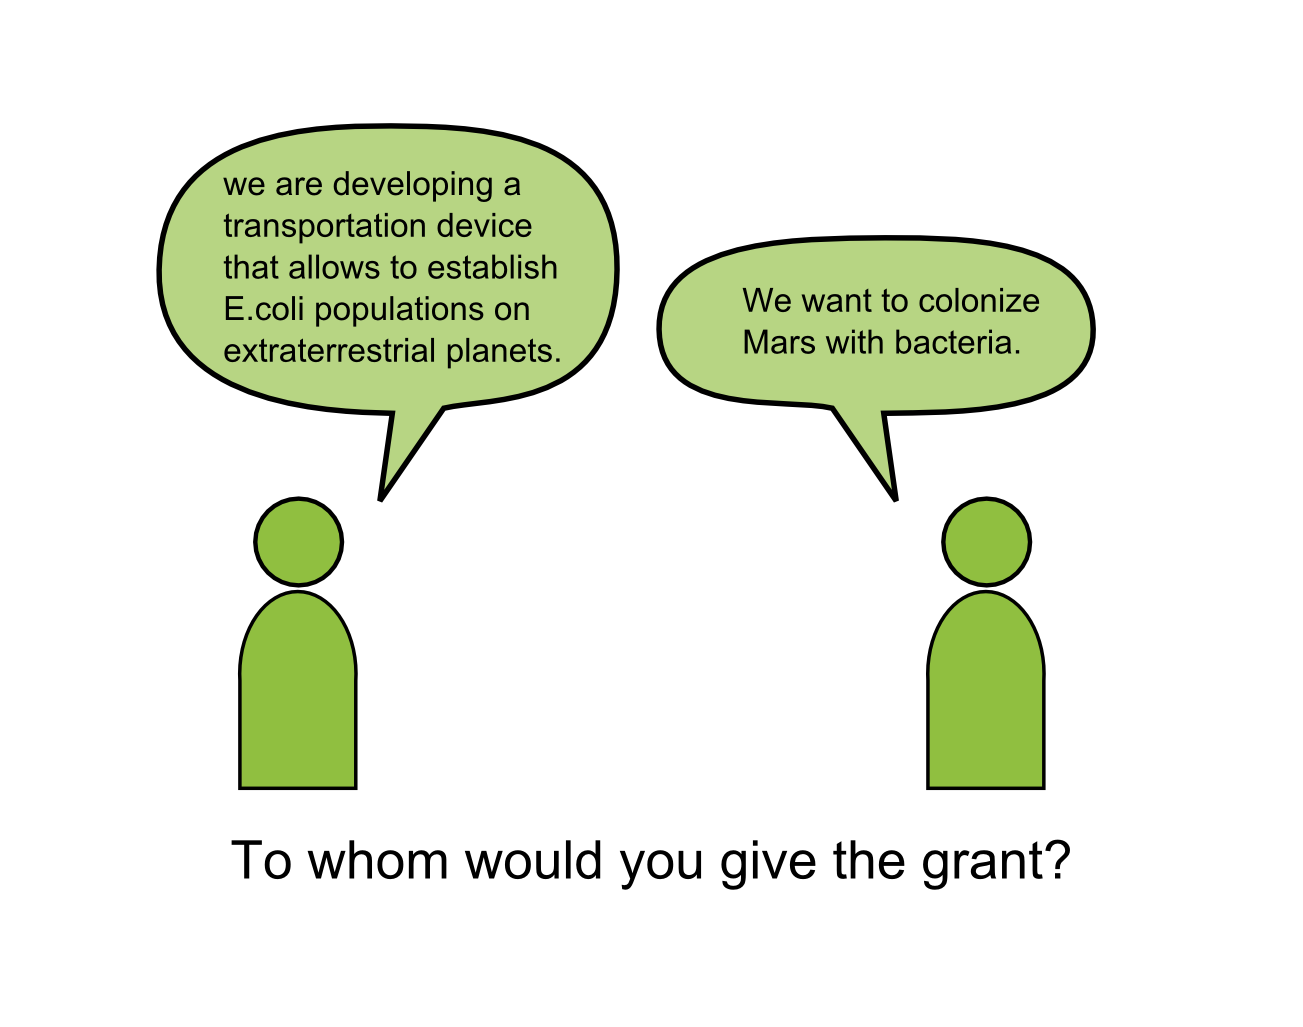 we are developing a
transportation device
that allows to establish
E.coli populations on
extraterrestrial planets.
We want to colonize
Mars with bacteria.
To whom would you give the grant?